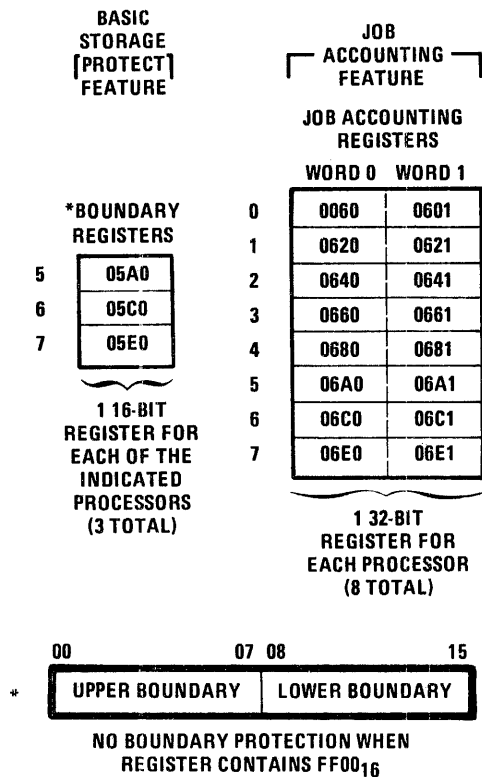 BASIC
STORAGE
[PROTECT]
FEATURE
JOB
ACCOUNTING
FEATURE
JOB ACCOUNTING
REGISTERS
WORD 0 WORD 1
*BOUNDARY
REGISTERS
5 05A0
6 05C0
7 05E0
1 16-BIT
REGISTER FOR
EACH OF THE
INDICATED
PROCESSORS
(3 TOTAL)
0 0060 0601
1 0620 0621
2 0640 0641
3 0660 0661
4 0680 0681
5 06A0 06A1
6 06C0 06C1
7 06E0 06E1
1 32-BIT
REGISTER FOR
EACH PROCESSOR
(8 TOTAL)
00 07 08 15
* UPPER BOUNDARY LOWER BOUNDARY
NO BOUNDARY PROTECTION WHEN
REGISTER CONTAINS FF00₁₆